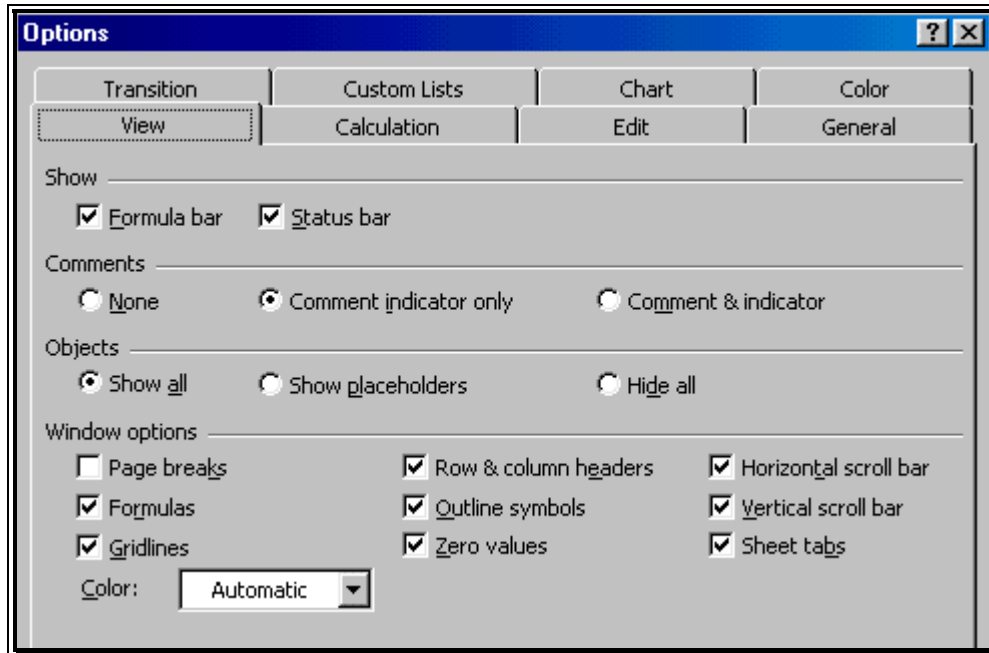 Options
Transition Custom Lists Chart Color
View Calculation Edit General
Show
Formula bar Status bar
Comments
None Comment indicator only Comment & indicator
Objects
Show all Show placeholders Hide all
Window options
Page breaks Row & column headers Horizontal scroll bar
Formulas Outline symbols Vertical scroll bar
Gridlines Zero values Sheet tabs
Color: Automatic